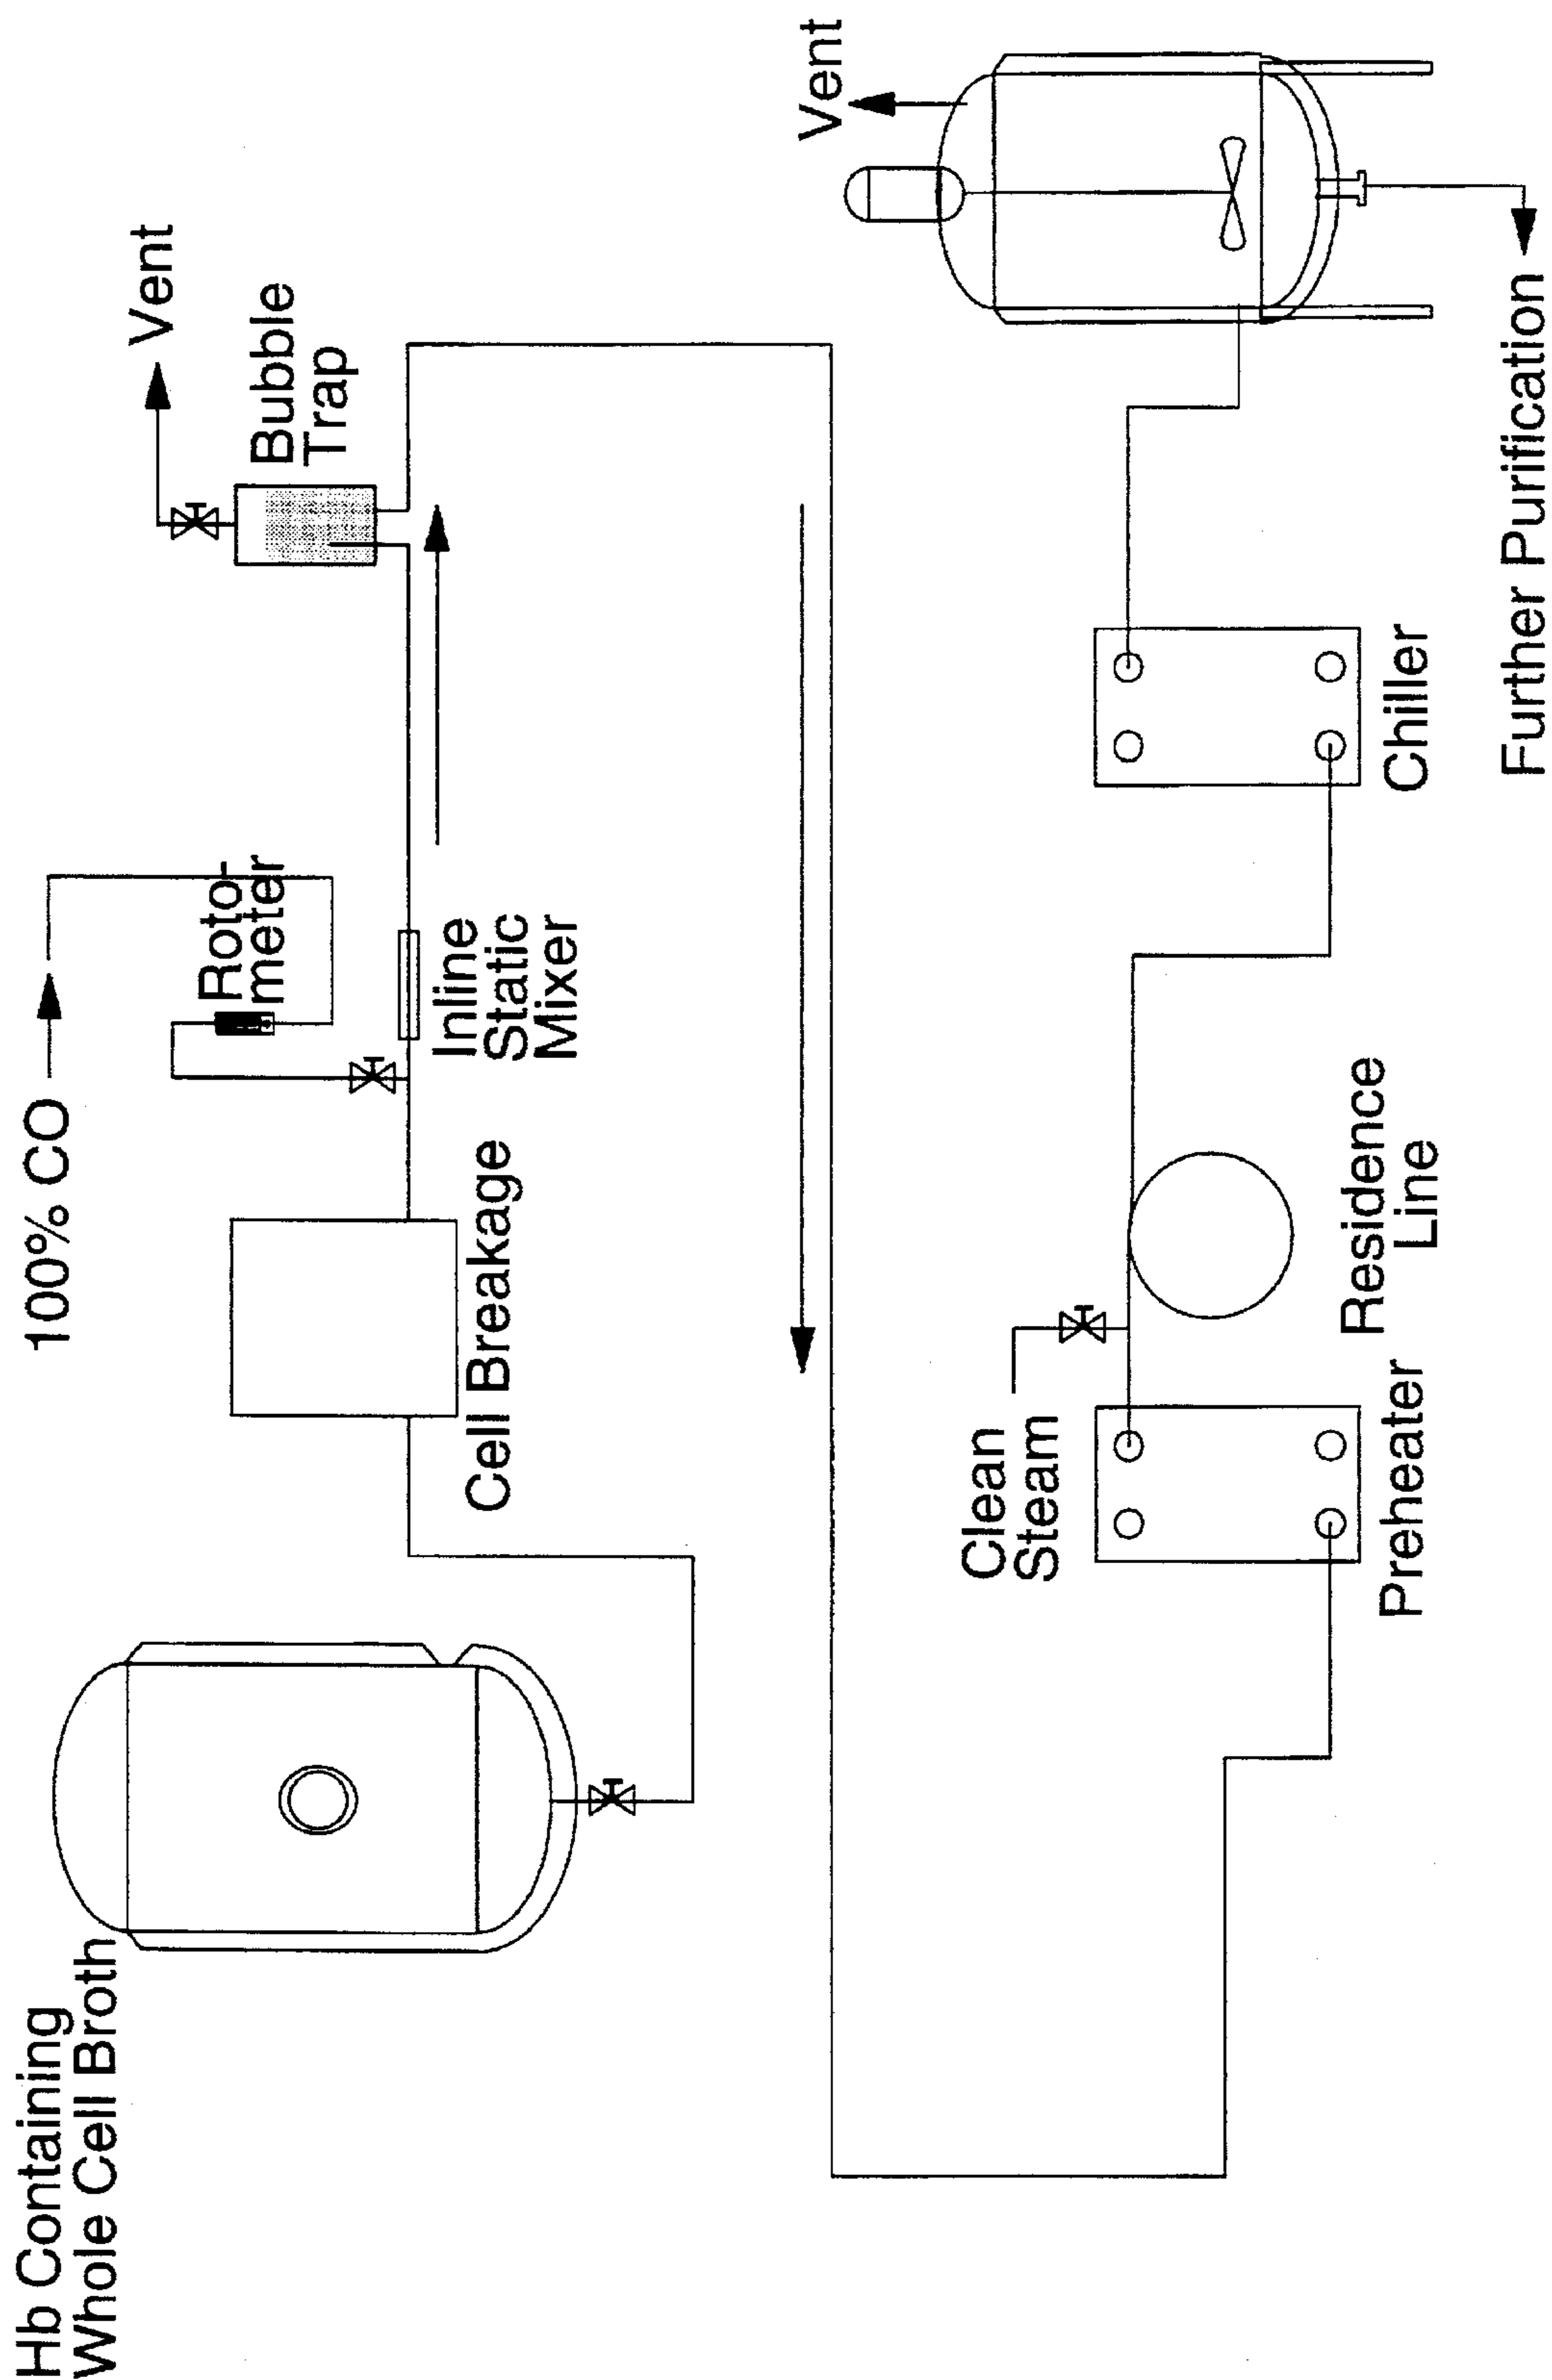 Hb Containing
Whole Cell Broth
100% CO
Roto-
meter
Vent
Bubble
Trap
Cell Breakage
Inline
Static
Mixer
Clean
Steam
Vent
Preheater
Residence
Line
Chiller
Further Purification